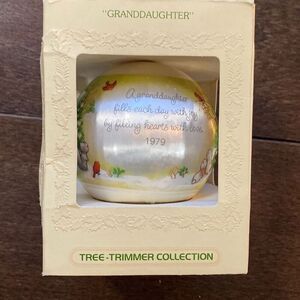 "GRANDDAUGHTER"
A granddaughter
fills each day with joy
by filling hearts with love.
1979
TREE-TRIMMER COLLECTION